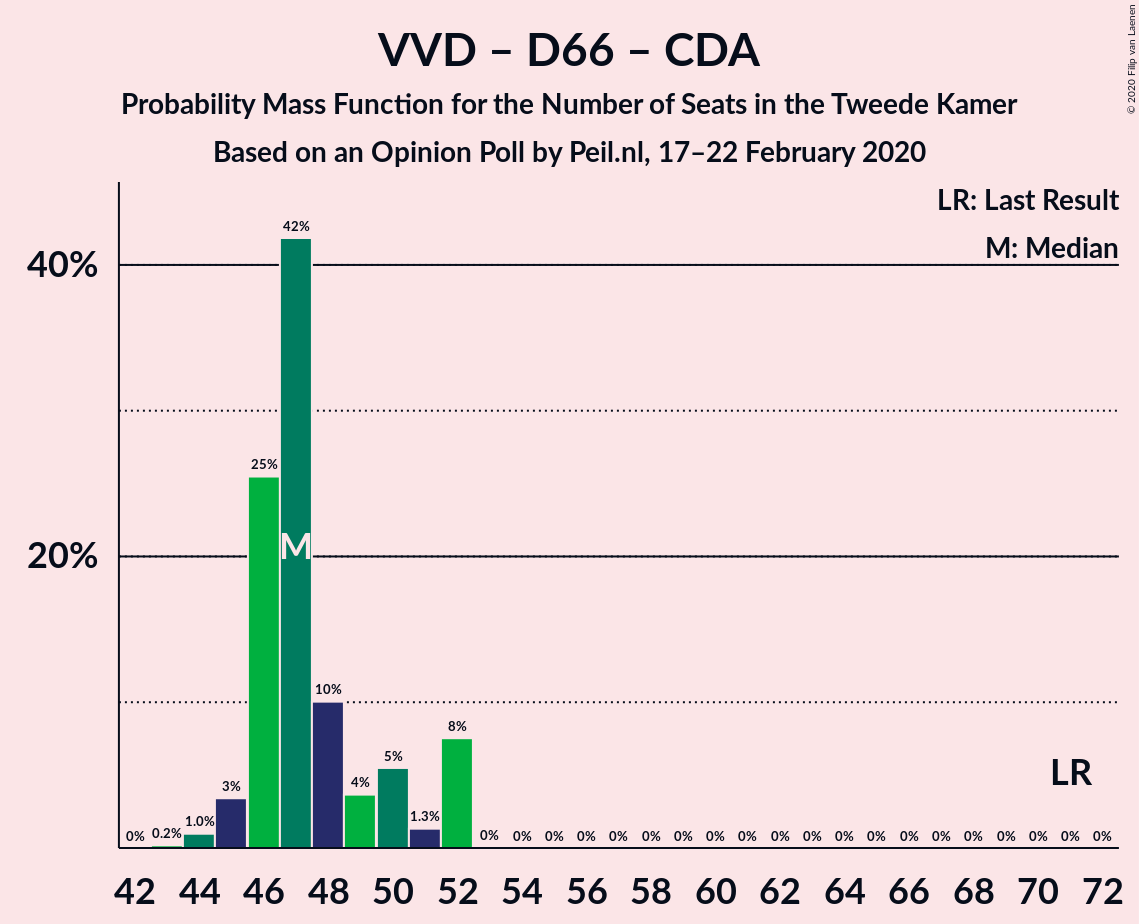 VVD – D66 – CDA
Probability Mass Function for the Number of Seats in the Tweede Kamer
Based on an Opinion Poll by Peil.nl, 17–22 February 2020
© 2020 Filip van Laenen
LR: Last Result
M: Median
40%
20%
0% 0.2% 1.0% 3% 25% 42% 10% 4% 5% 1.3% 8% 0% 0% 0% 0% 0% 0% 0% 0% 0% 0% 0% 0% 0% 0% 0% 0% 0% 0% 0% 0%
M
LR
42 44 46 48 50 52 54 56 58 60 62 64 66 68 70 72